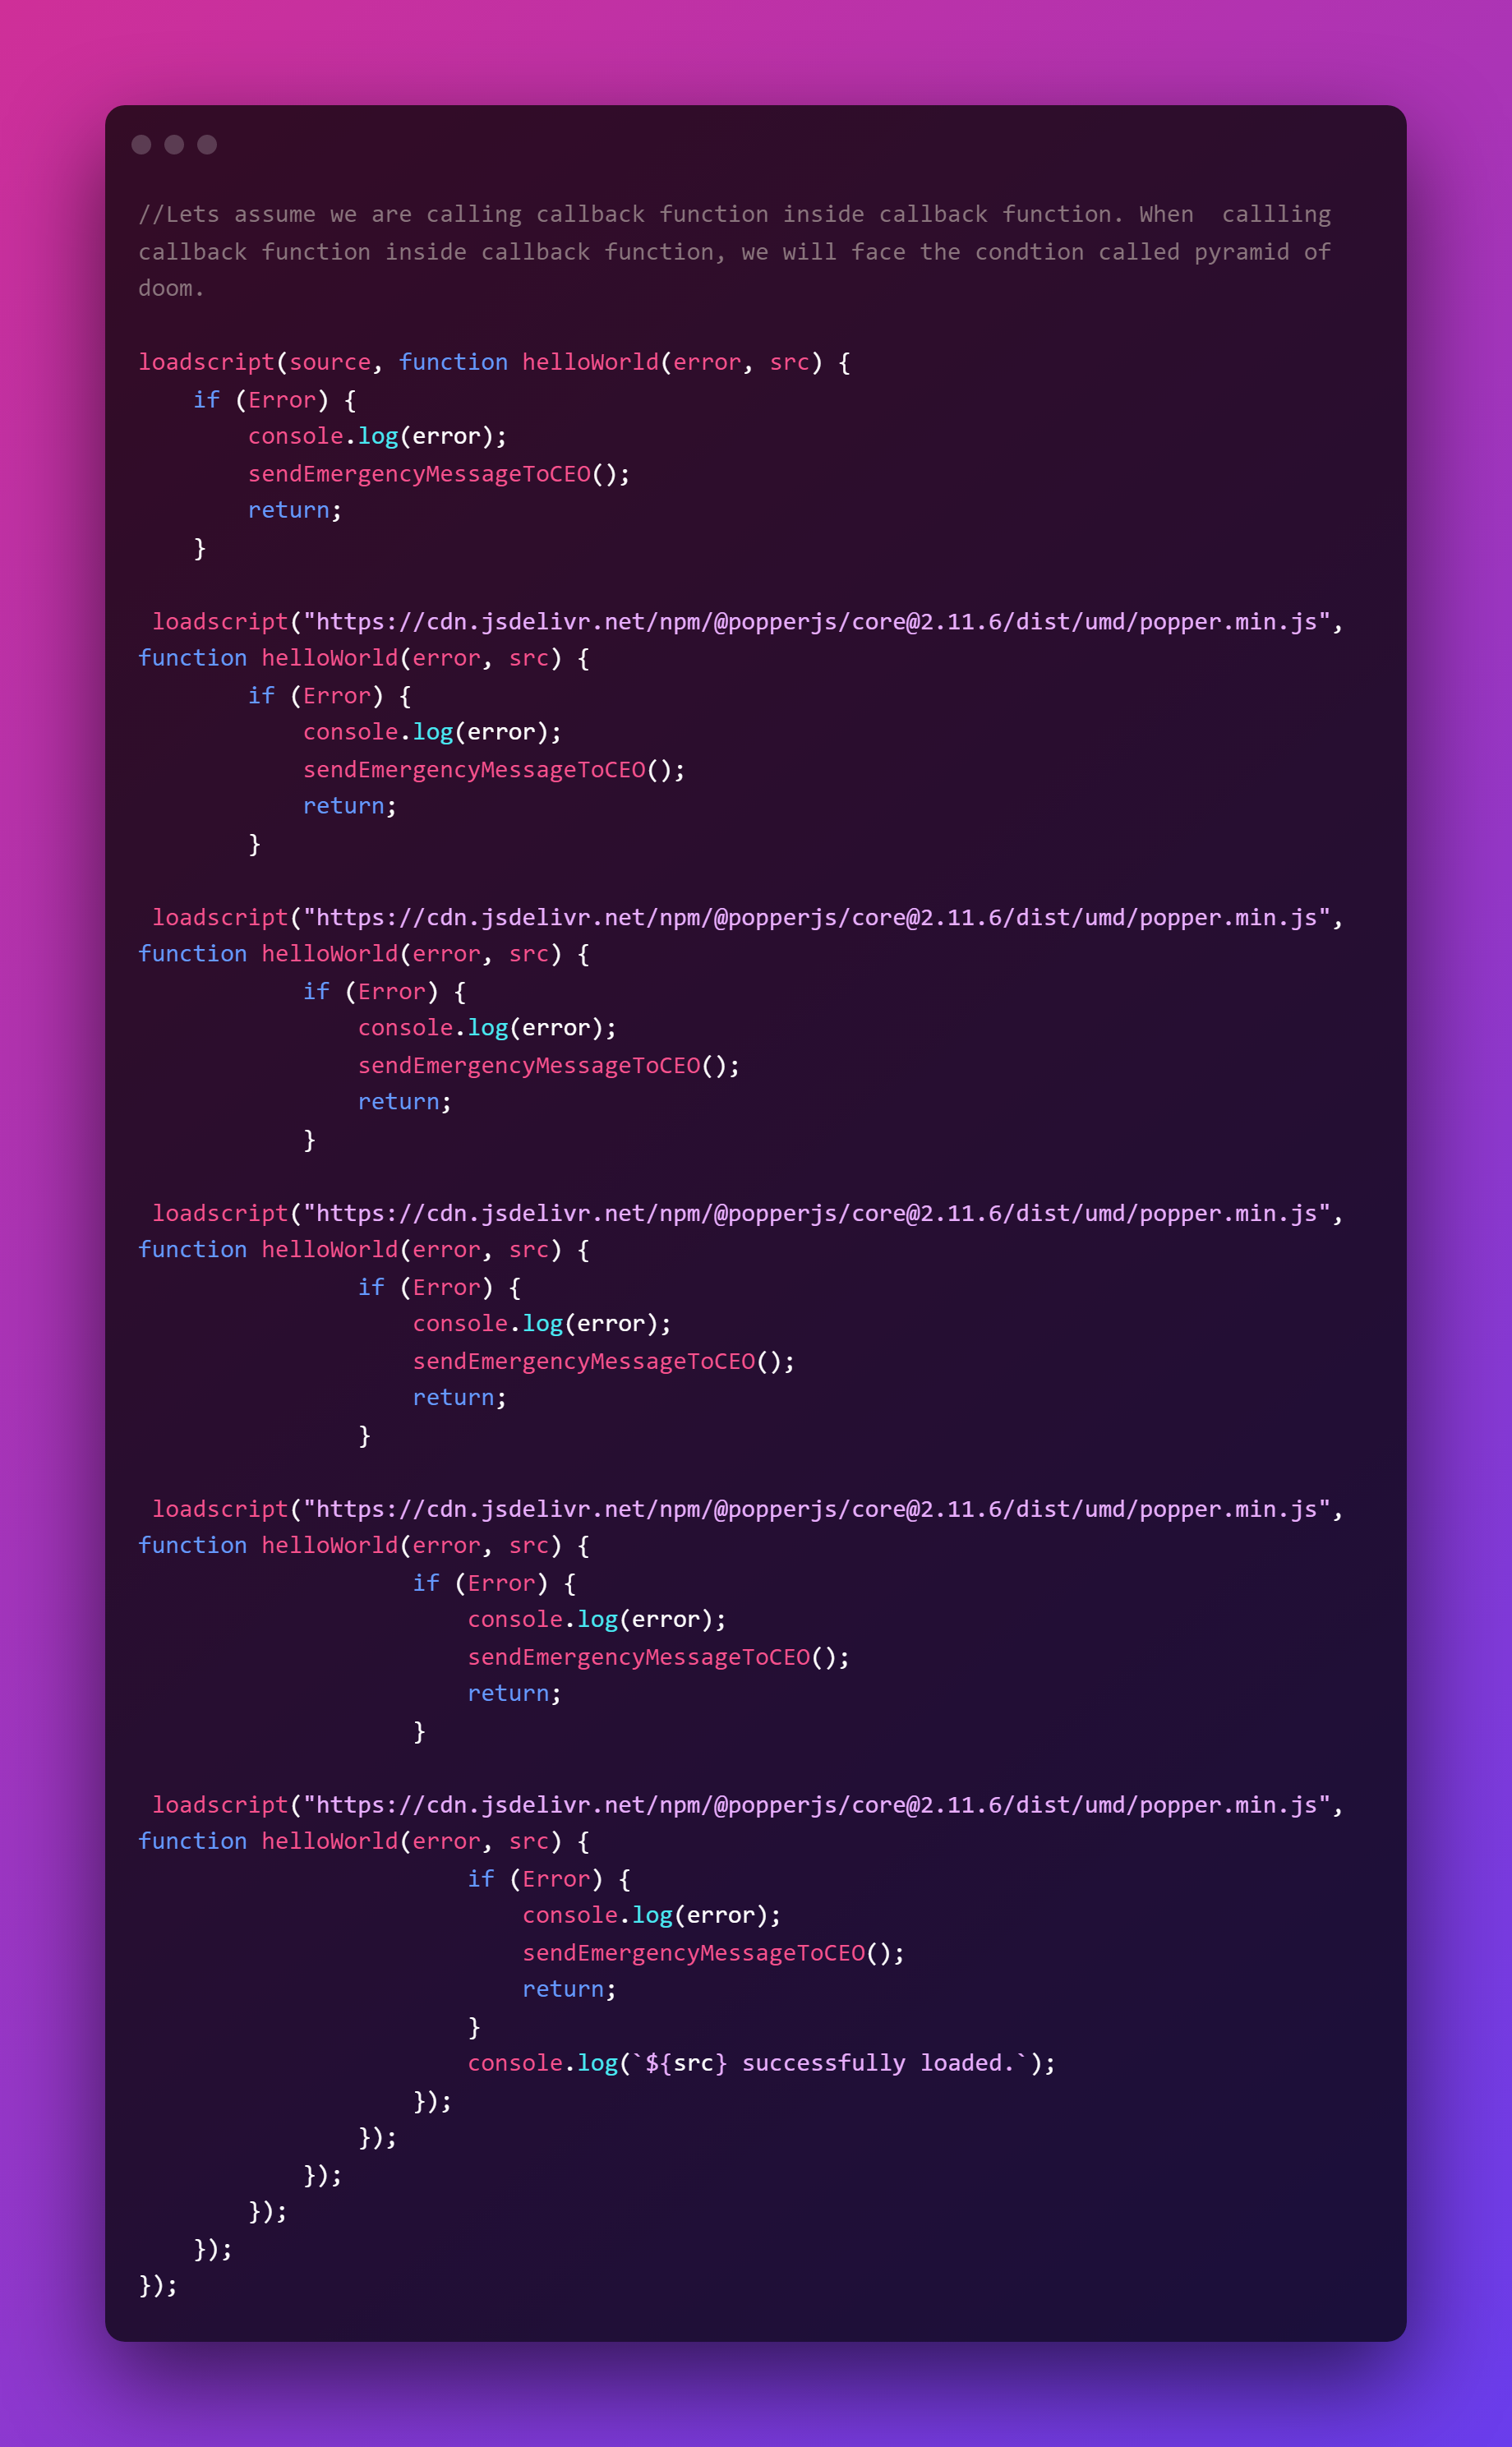 //Lets assume we are calling callback function inside callback function. When  callling
callback function inside callback function, we will face the condtion called pyramid of
doom.

loadscript(source, function helloWorld(error, src) {
    if (Error) {
        console.log(error);
        sendEmergencyMessageToCEO();
        return;
    }

 loadscript("https://cdn.jsdelivr.net/npm/@popperjs/core@2.11.6/dist/umd/popper.min.js",
function helloWorld(error, src) {
        if (Error) {
            console.log(error);
            sendEmergencyMessageToCEO();
            return;
        }

 loadscript("https://cdn.jsdelivr.net/npm/@popperjs/core@2.11.6/dist/umd/popper.min.js",
function helloWorld(error, src) {
            if (Error) {
                console.log(error);
                sendEmergencyMessageToCEO();
                return;
            }

 loadscript("https://cdn.jsdelivr.net/npm/@popperjs/core@2.11.6/dist/umd/popper.min.js",
function helloWorld(error, src) {
                if (Error) {
                    console.log(error);
                    sendEmergencyMessageToCEO();
                    return;
                }

 loadscript("https://cdn.jsdelivr.net/npm/@popperjs/core@2.11.6/dist/umd/popper.min.js",
function helloWorld(error, src) {
                    if (Error) {
                        console.log(error);
                        sendEmergencyMessageToCEO();
                        return;
                    }

 loadscript("https://cdn.jsdelivr.net/npm/@popperjs/core@2.11.6/dist/umd/popper.min.js",
function helloWorld(error, src) {
                        if (Error) {
                            console.log(error);
                            sendEmergencyMessageToCEO();
                            return;
                        }
                        console.log(`${src} successfully loaded.`);
                    });
                });
            });
        });
    });
});